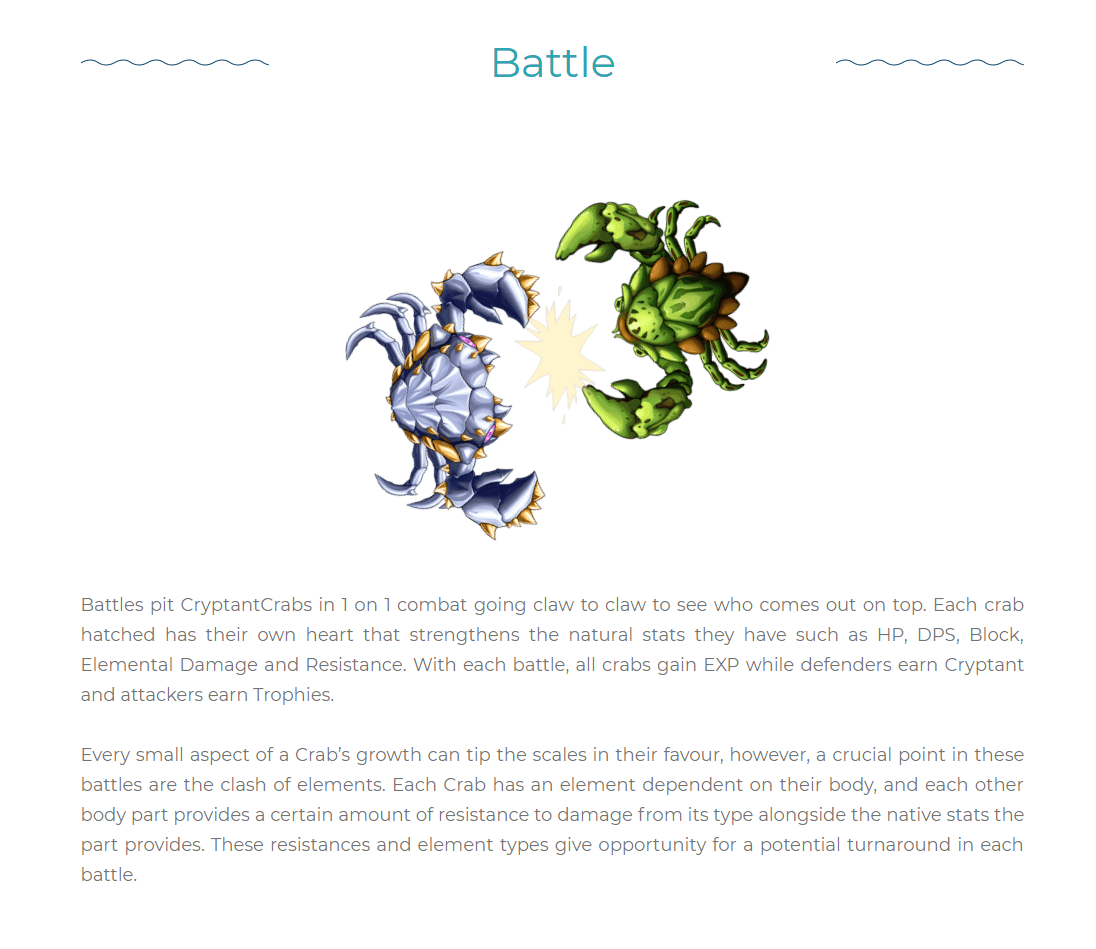 Battle
Battles pit CryptantCrabs in 1 on 1 combat going claw to claw to see who comes out on top. Each crab
hatched has their own heart that strengthens the natural stats they have such as HP, DPS, Block,
Elemental Damage and Resistance. With each battle, all crabs gain EXP while defenders earn Cryptant
and attackers earn Trophies.
Every small aspect of a Crab’s growth can tip the scales in their favour, however, a crucial point in these
battles are the clash of elements. Each Crab has an element dependent on their body, and each other
body part provides a certain amount of resistance to damage from its type alongside the native stats the
part provides. These resistances and element types give opportunity for a potential turnaround in each
battle.